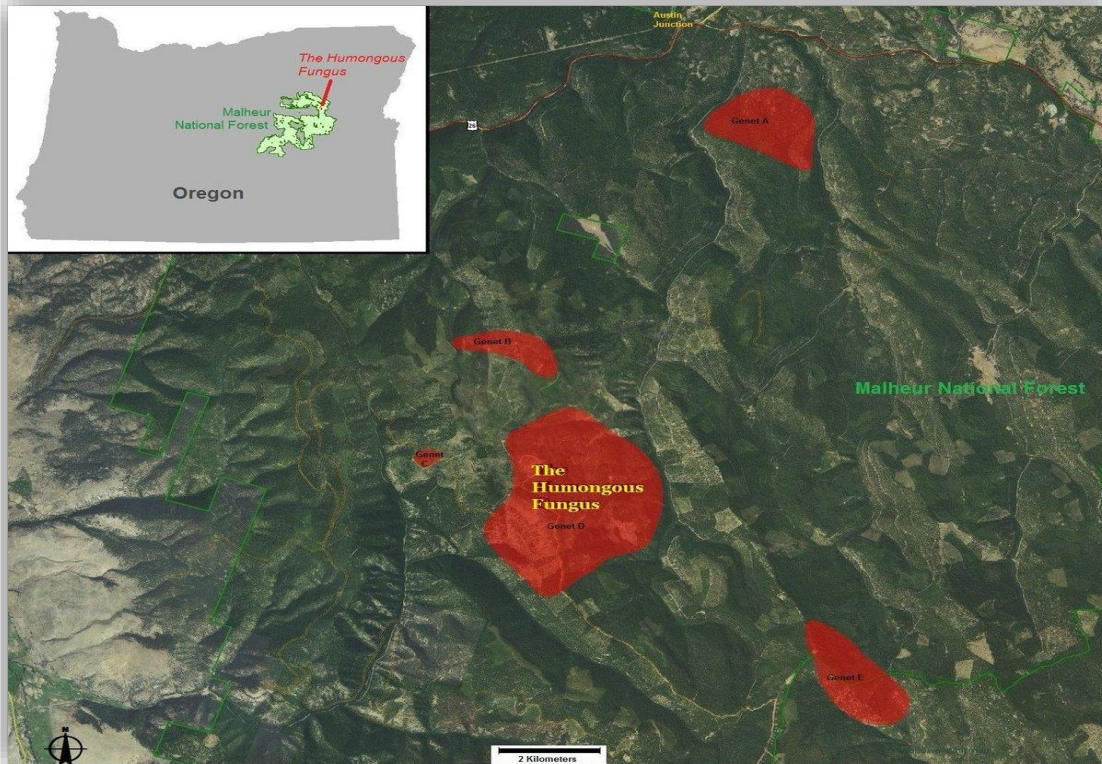 The Humongous
Fungus
Malheur
National Forest
Oregon
Austin
Junction
26
Genet A
Genet B
Malheur National Forest
Genet
C
The
Humongous
Fungus
Genet D
Genet E
N
2 Kilometers